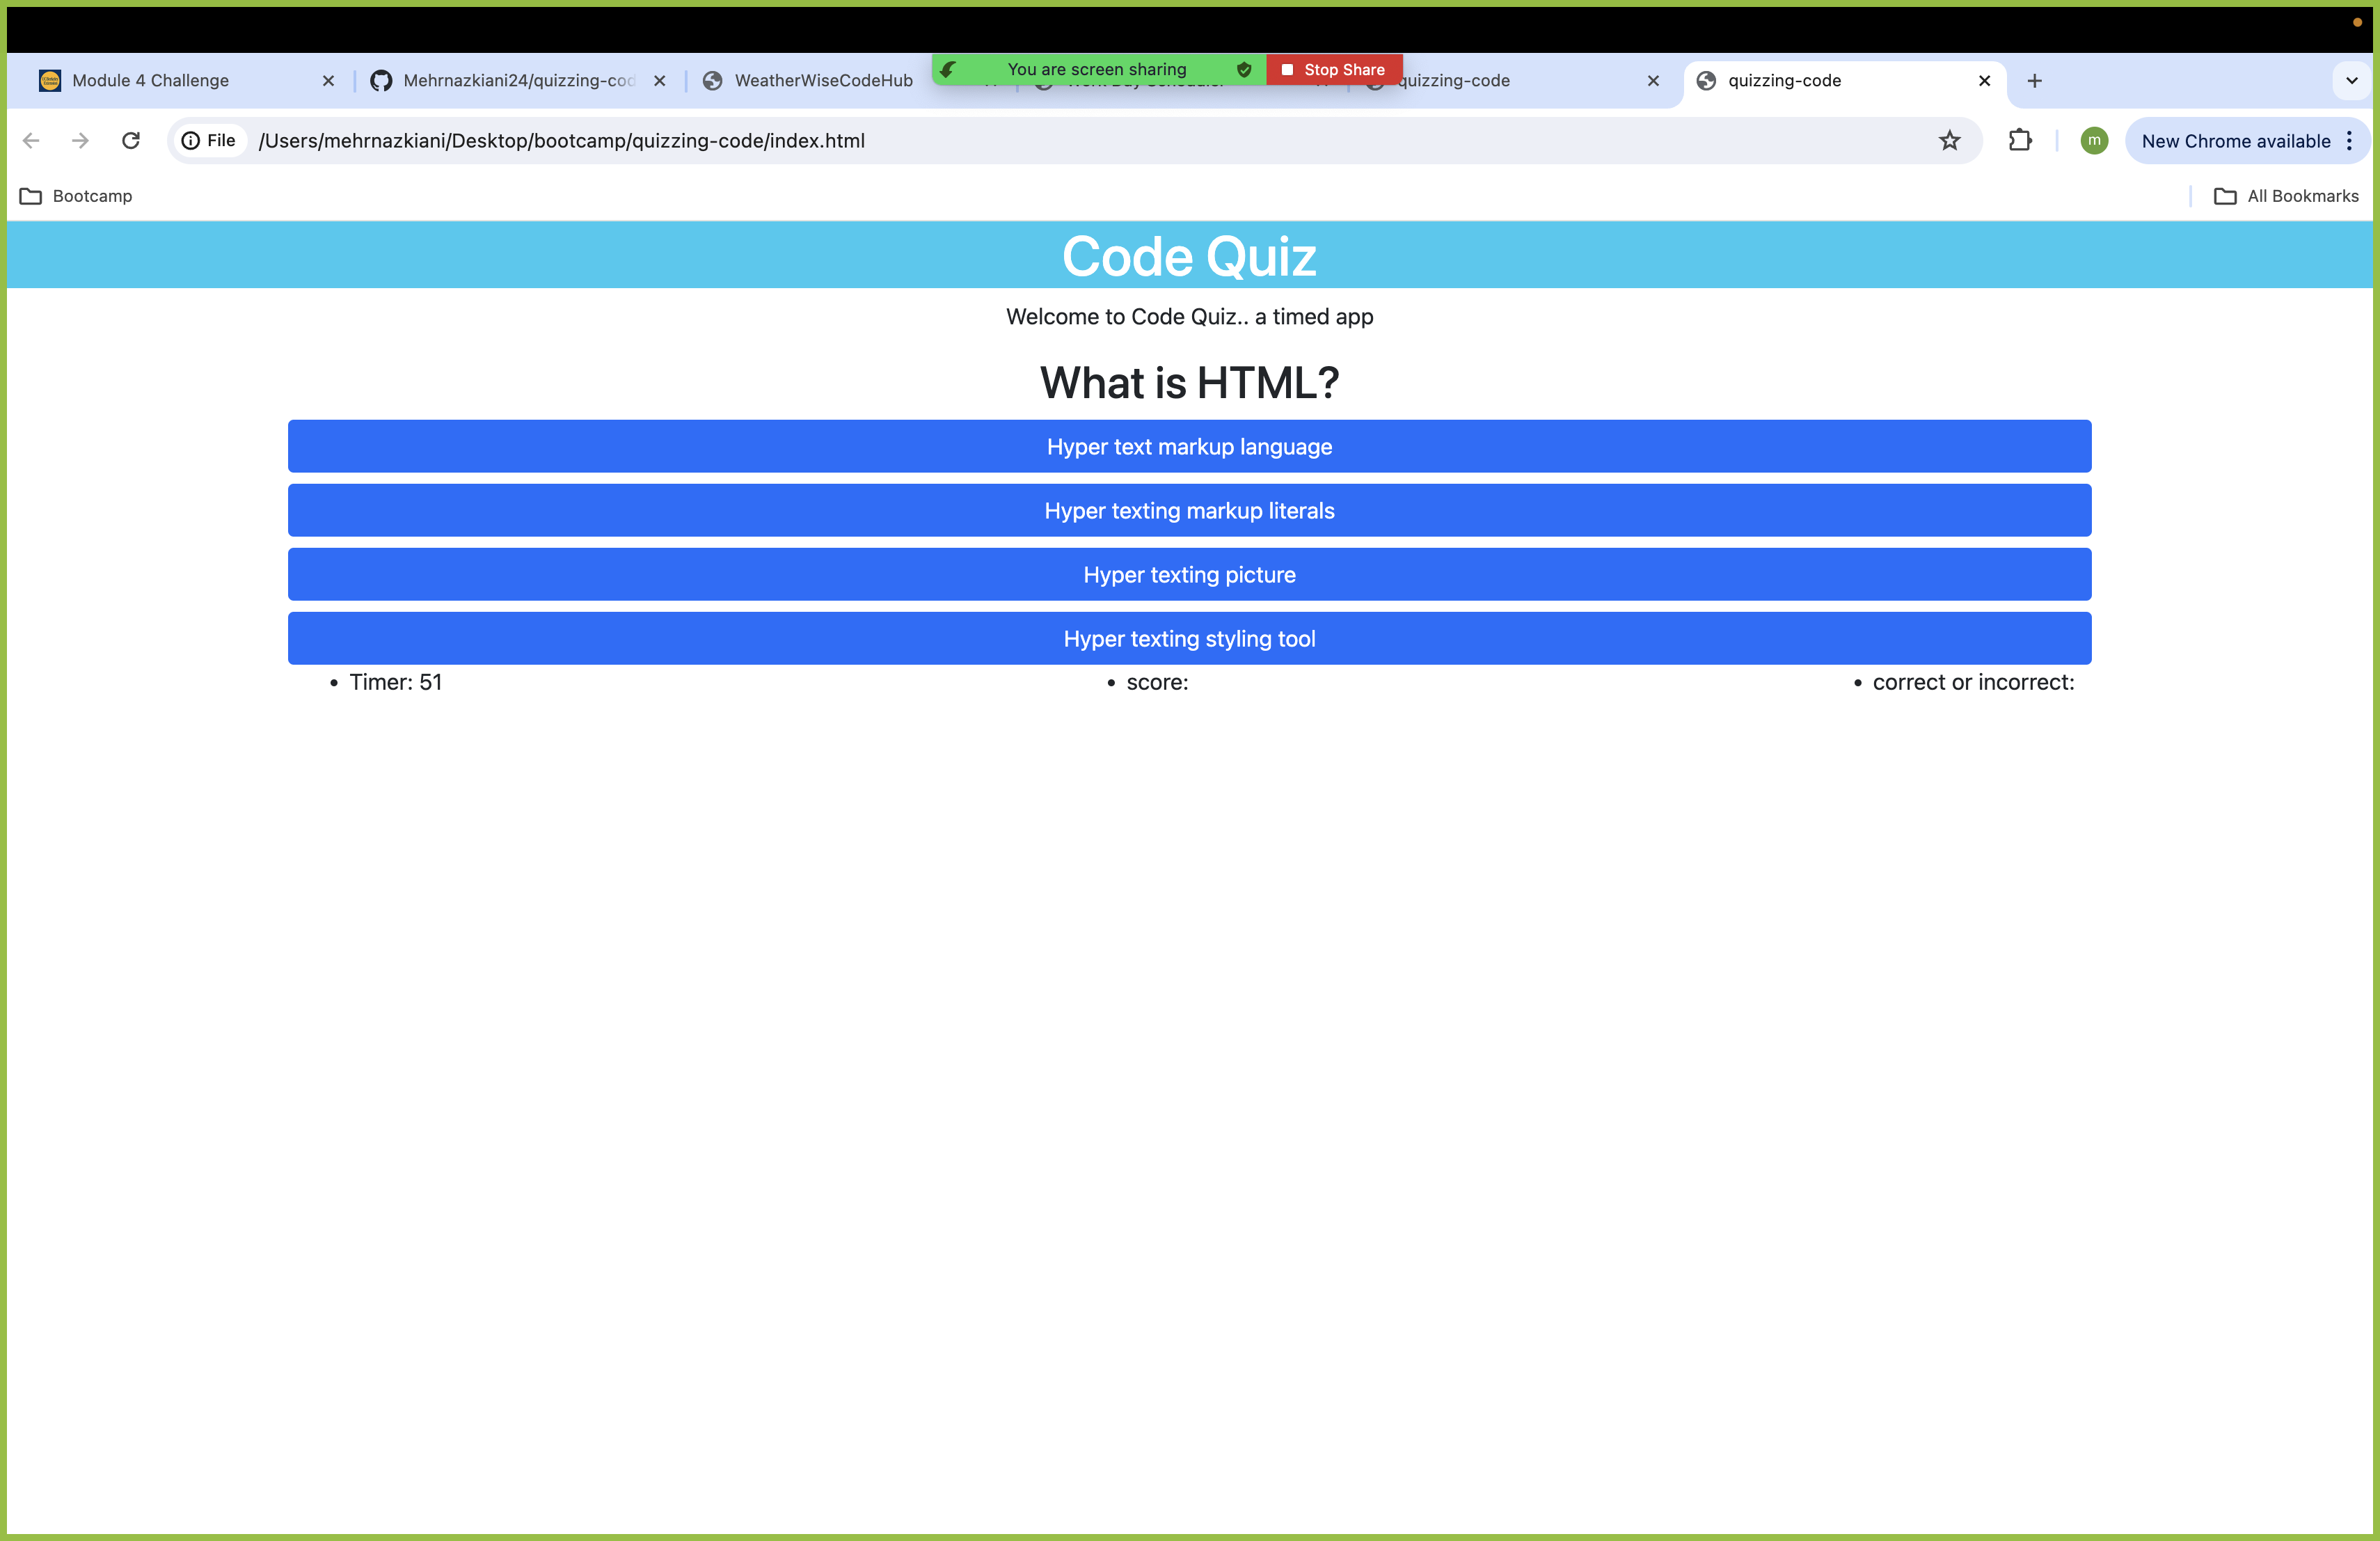 You are screen sharing
Stop Share
Module 4 Challenge
Mehrnazkiani24/quizzing-cod
WeatherWiseCodeHub
quizzing-code
quizzing-code
File
/Users/mehrnazkiani/Desktop/bootcamp/quizzing-code/index.html
m
New Chrome available
Bootcamp
All Bookmarks
Code Quiz
Welcome to Code Quiz.. a timed app
What is HTML?
Hyper text markup language
Hyper texting markup literals
Hyper texting picture
Hyper texting styling tool
• Timer: 51
• score:
• correct or incorrect: